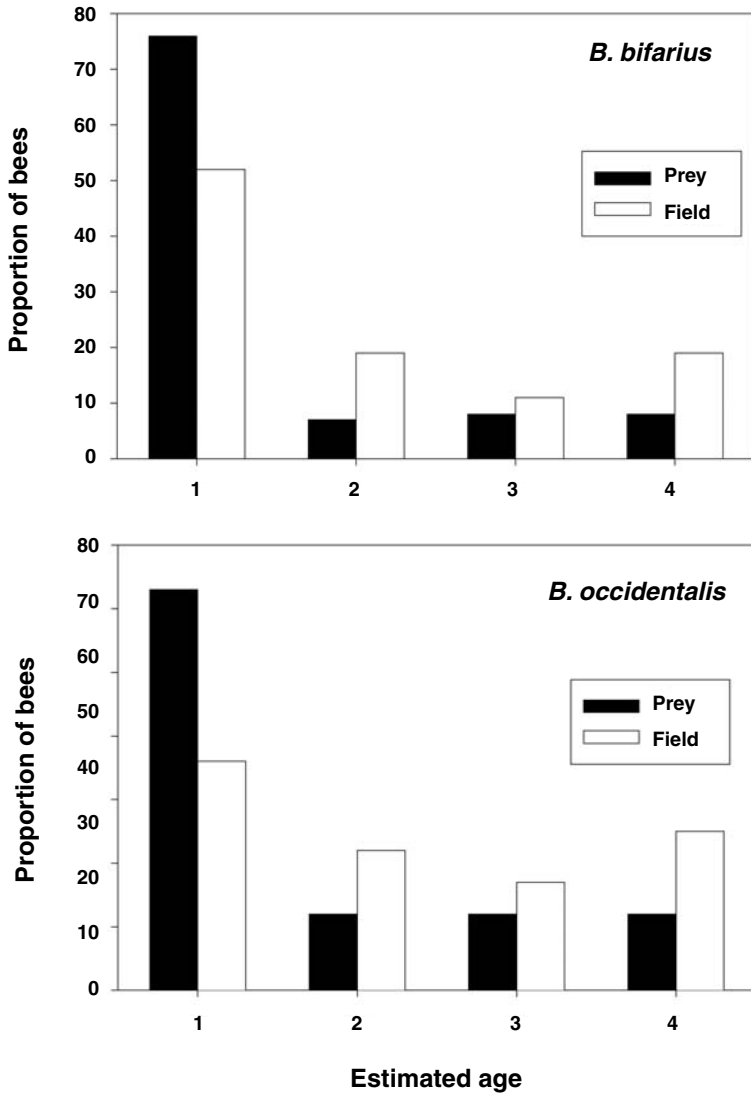 80
70
60
50
40
30
20
10
0
Proportion of bees
B. bifarius
Prey
Field
1 2 3 4
80
70
60
50
40
30
20
10
0
Proportion of bees
B. occidentalis
Prey
Field
1 2 3 4
Estimated age